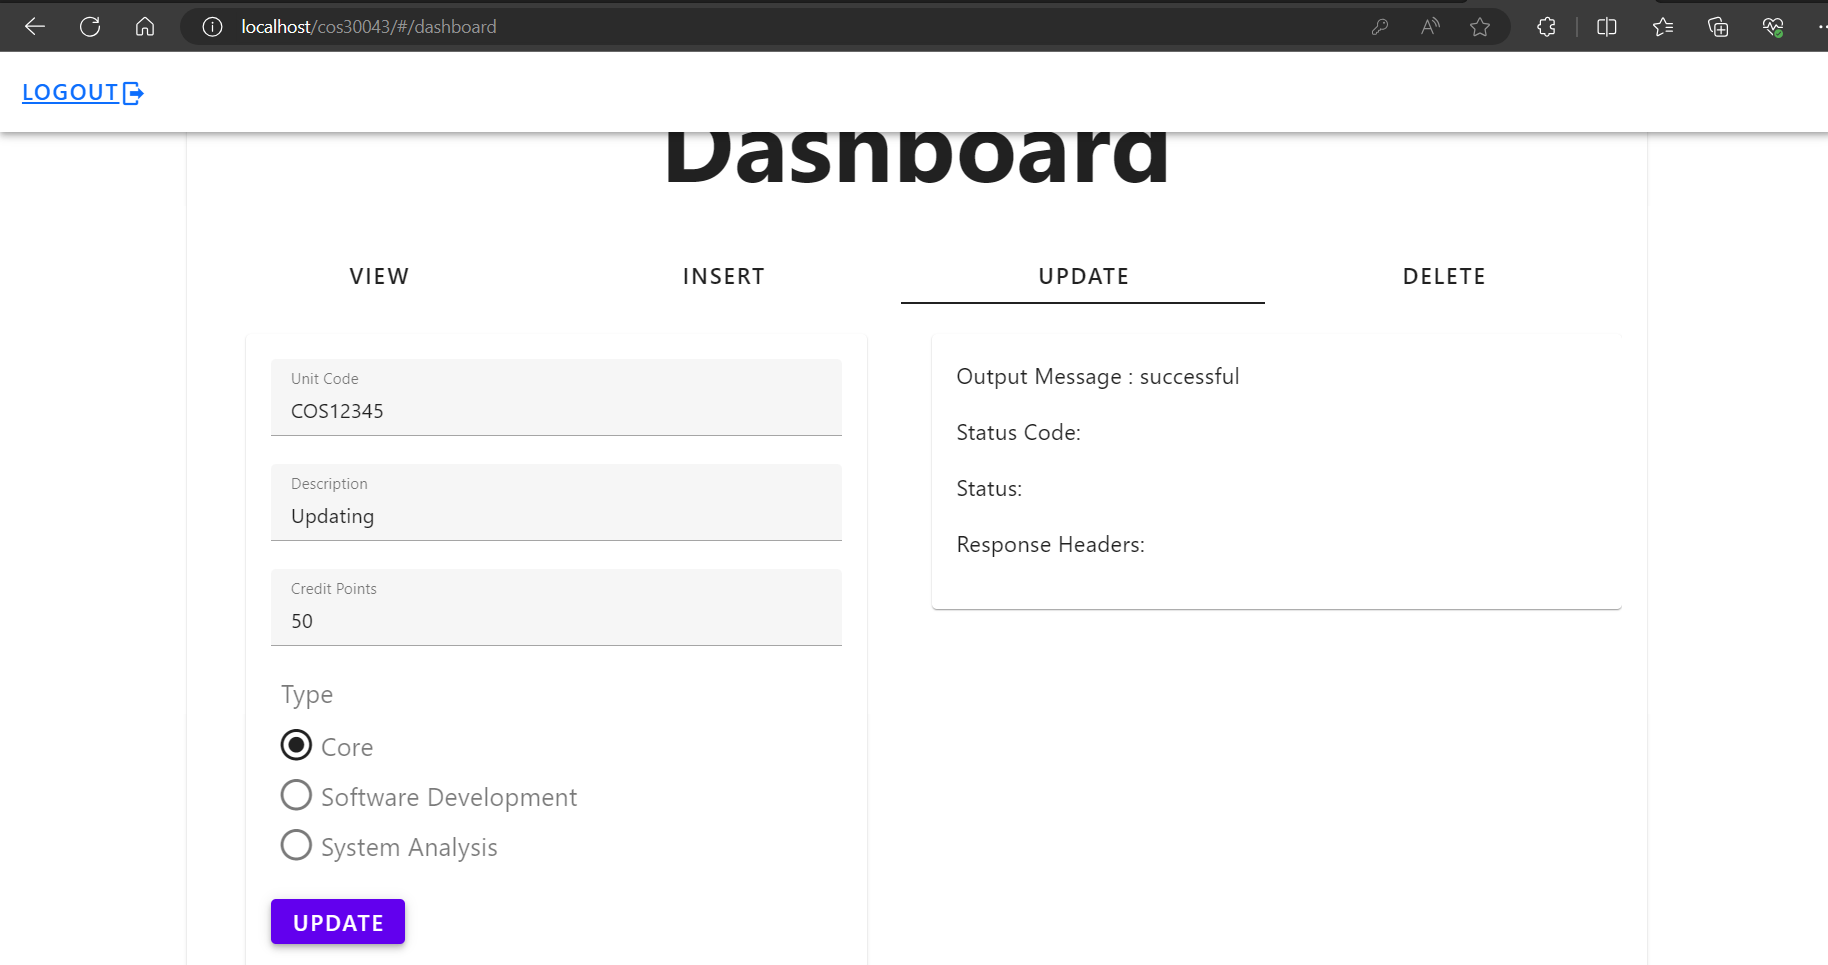 localhost/cos30043/#/dashboard
LOGOUT
Dashboard
VIEW INSERT UPDATE DELETE
Unit Code
COS12345
Description
Updating
Credit Points
50
Type
Core
Software Development
System Analysis
UPDATE
Output Message : successful
Status Code:
Status:
Response Headers: